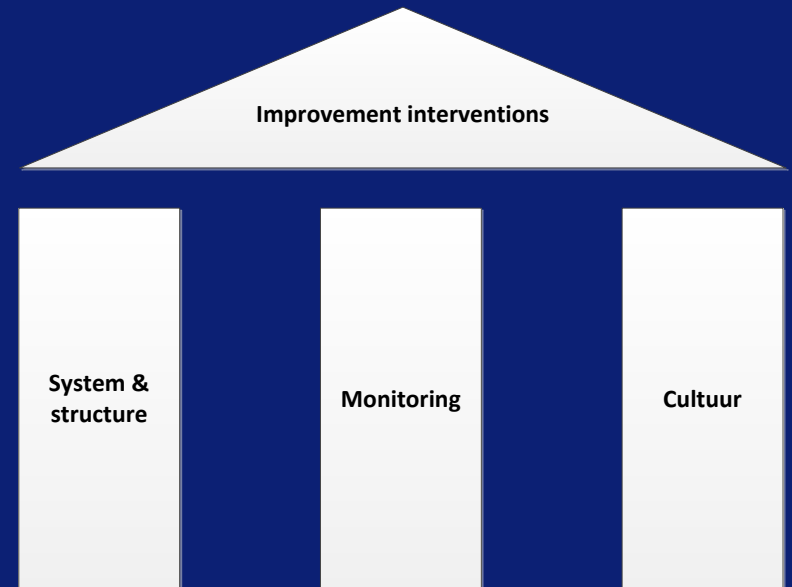 Improvement interventions
System &
structure
Monitoring
Cultuur